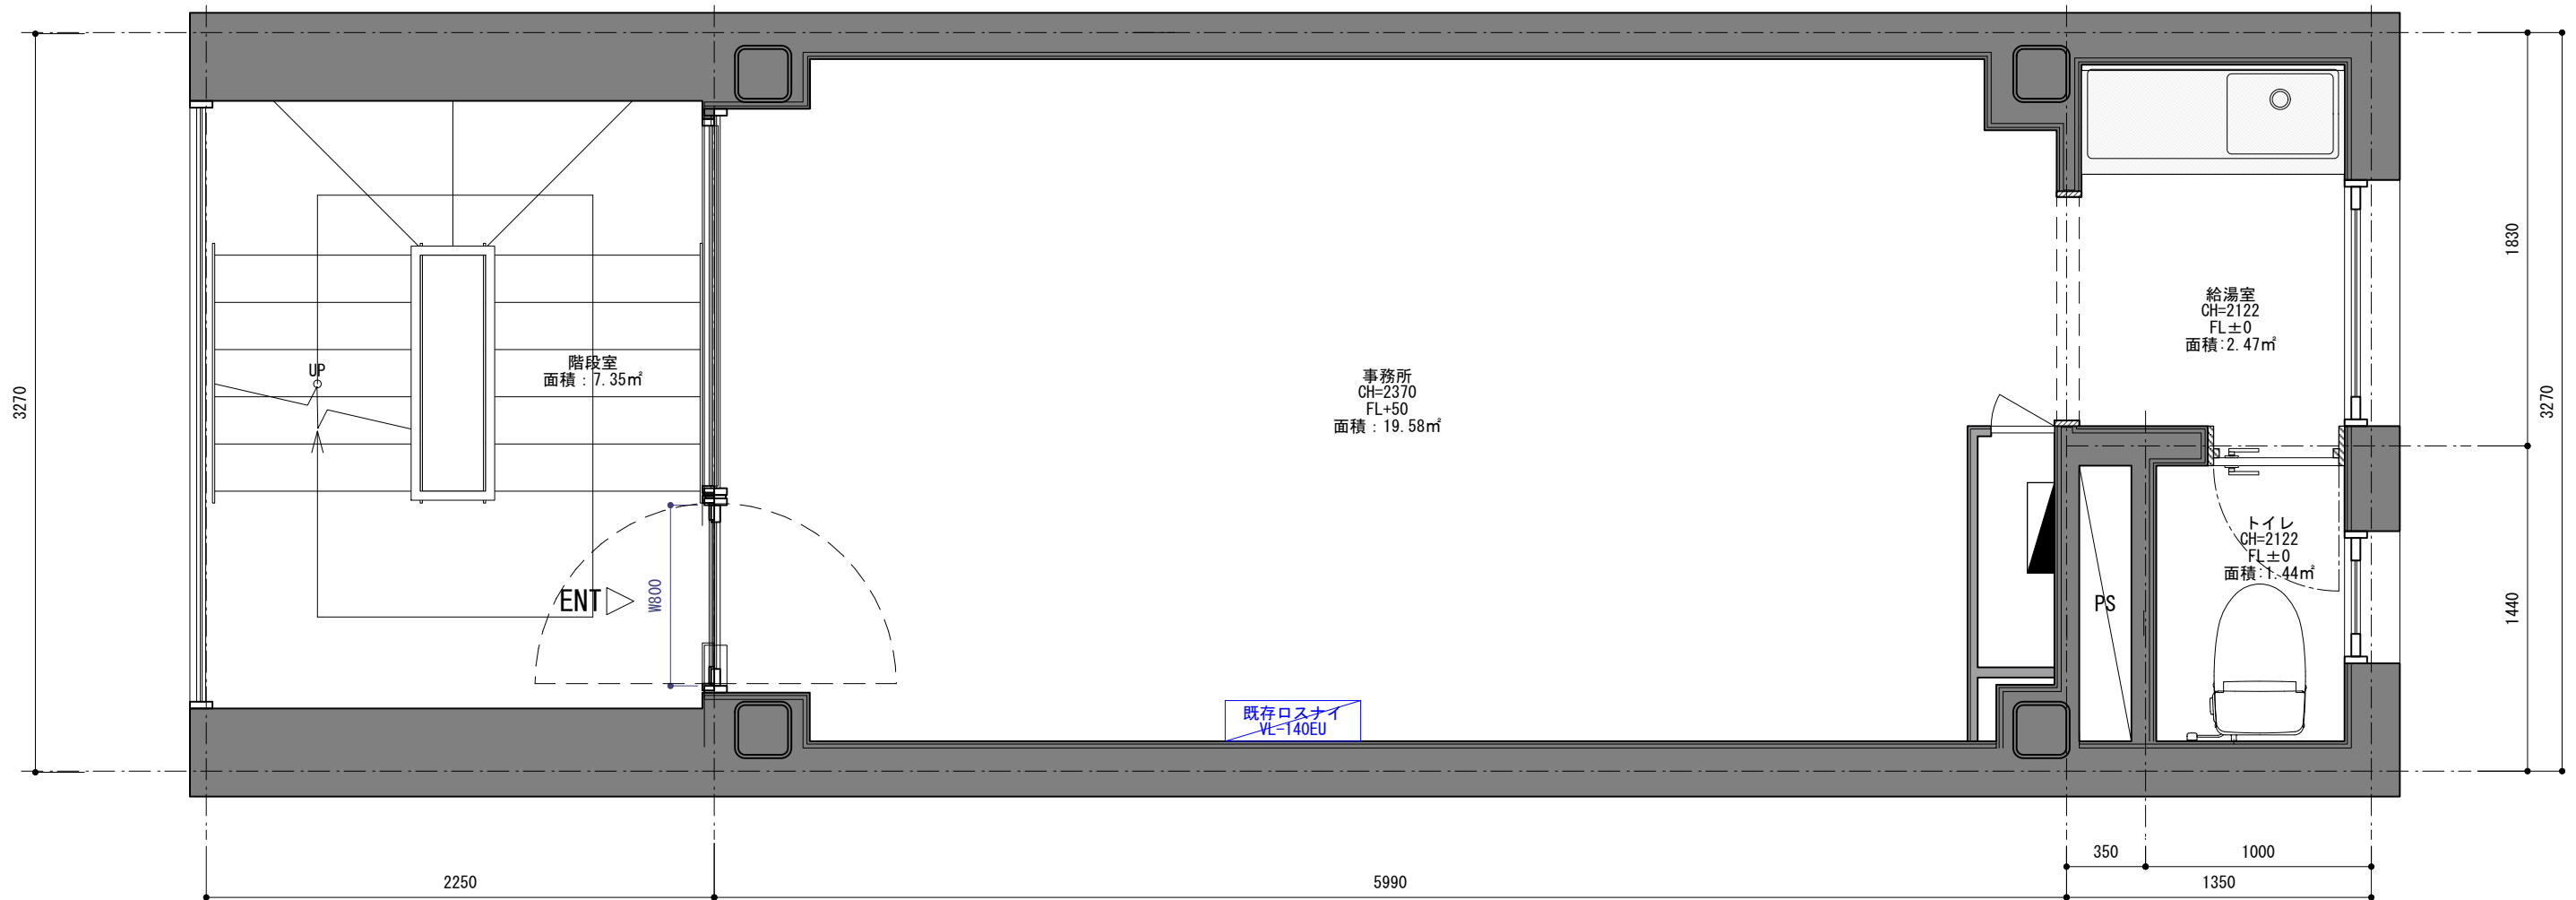 給湯室
CH=2122
FL±0
面積:2.47㎡
1830
3270
階段室
面積：7.35㎡
UP
事務所
CH=2370
FL+50
面積：19.58㎡
3270
トイレ
CH=2122
FL±0
面積:1.44㎡
ENT
W800
PS
1440
既存ロスナイ
VL-140EU
350
1000
2250
5990
1350